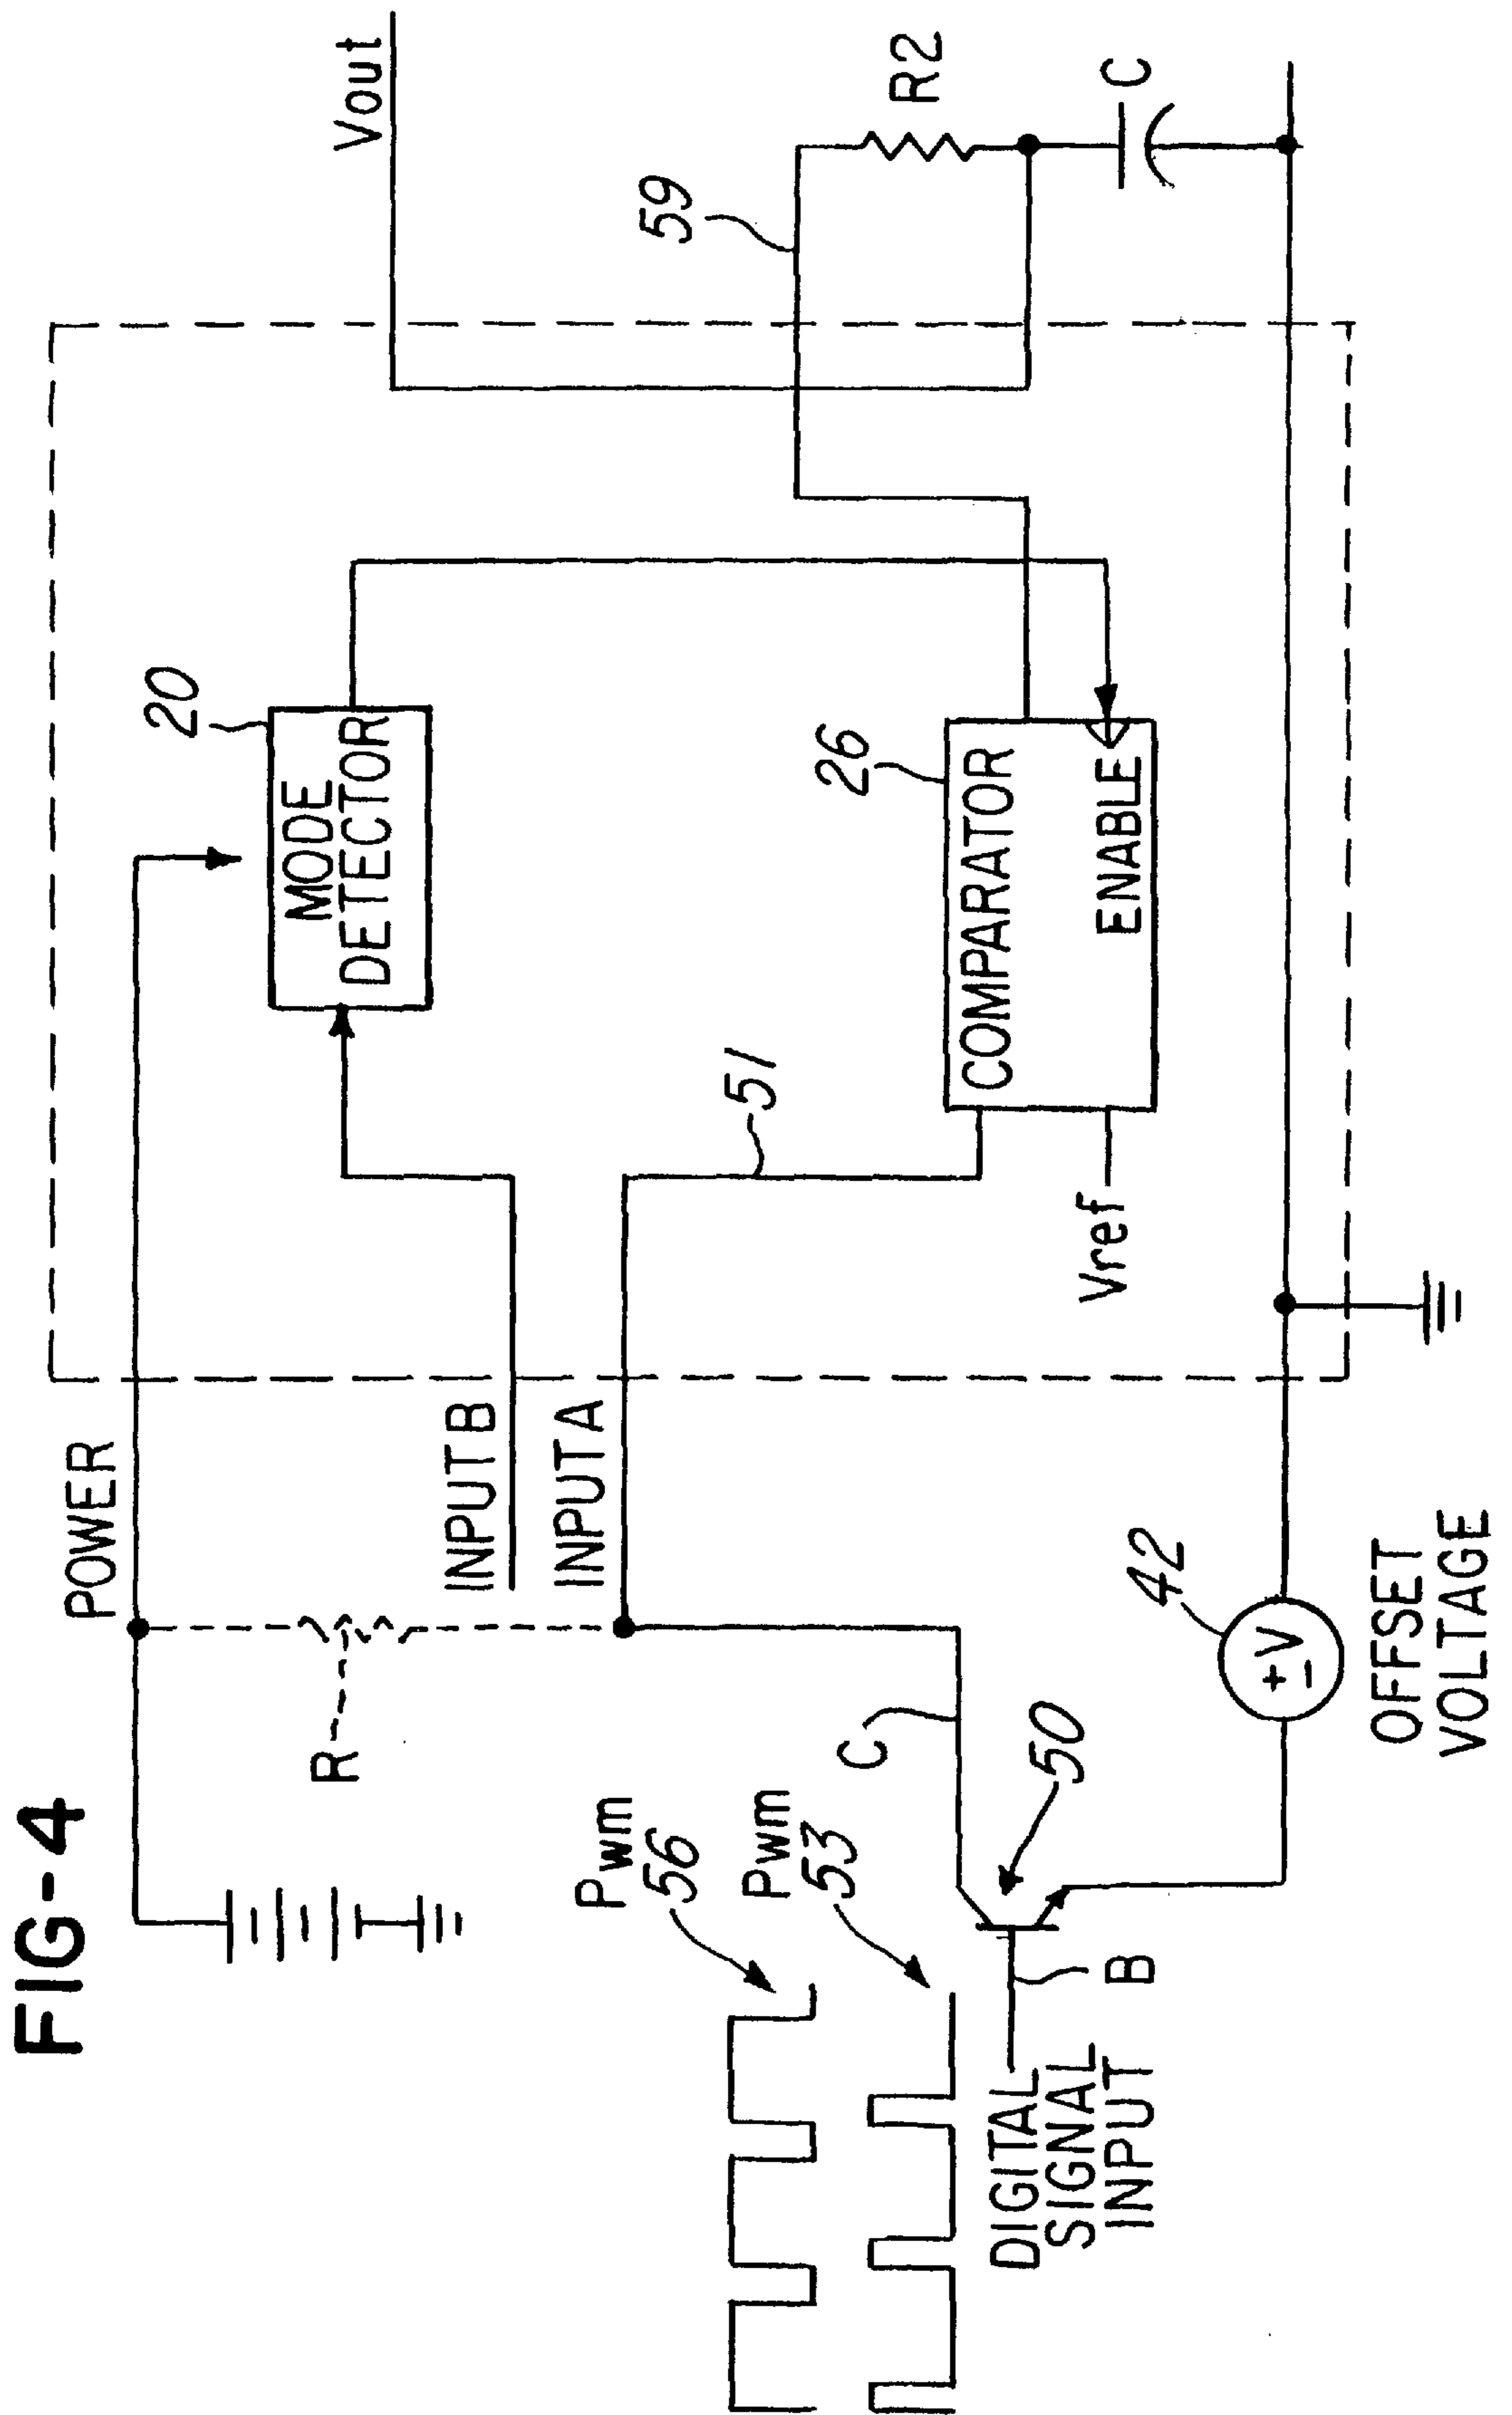 FIG-4
POWER
R
INPUT B
INPUT A
20
MODE
DETECTOR
Vout
59
R2
C
51
26
COMPARATOR
ENABLE
Vref
Pwm
56
Pwm
53
C
50
B
DIGITAL
SIGNAL
INPUT
42
+V
OFFSET
VOLTAGE